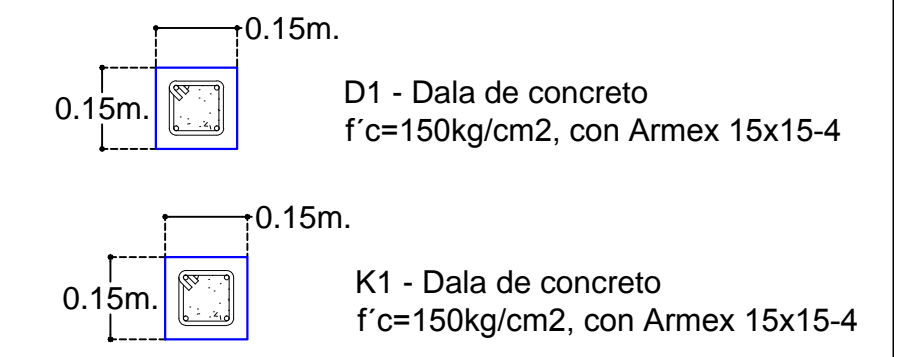 0.15m.
0.15m.
D1 - Dala de concreto
f´c=150kg/cm2, con Armex 15x15-4
0.15m.
0.15m.
K1 - Dala de concreto
f´c=150kg/cm2, con Armex 15x15-4